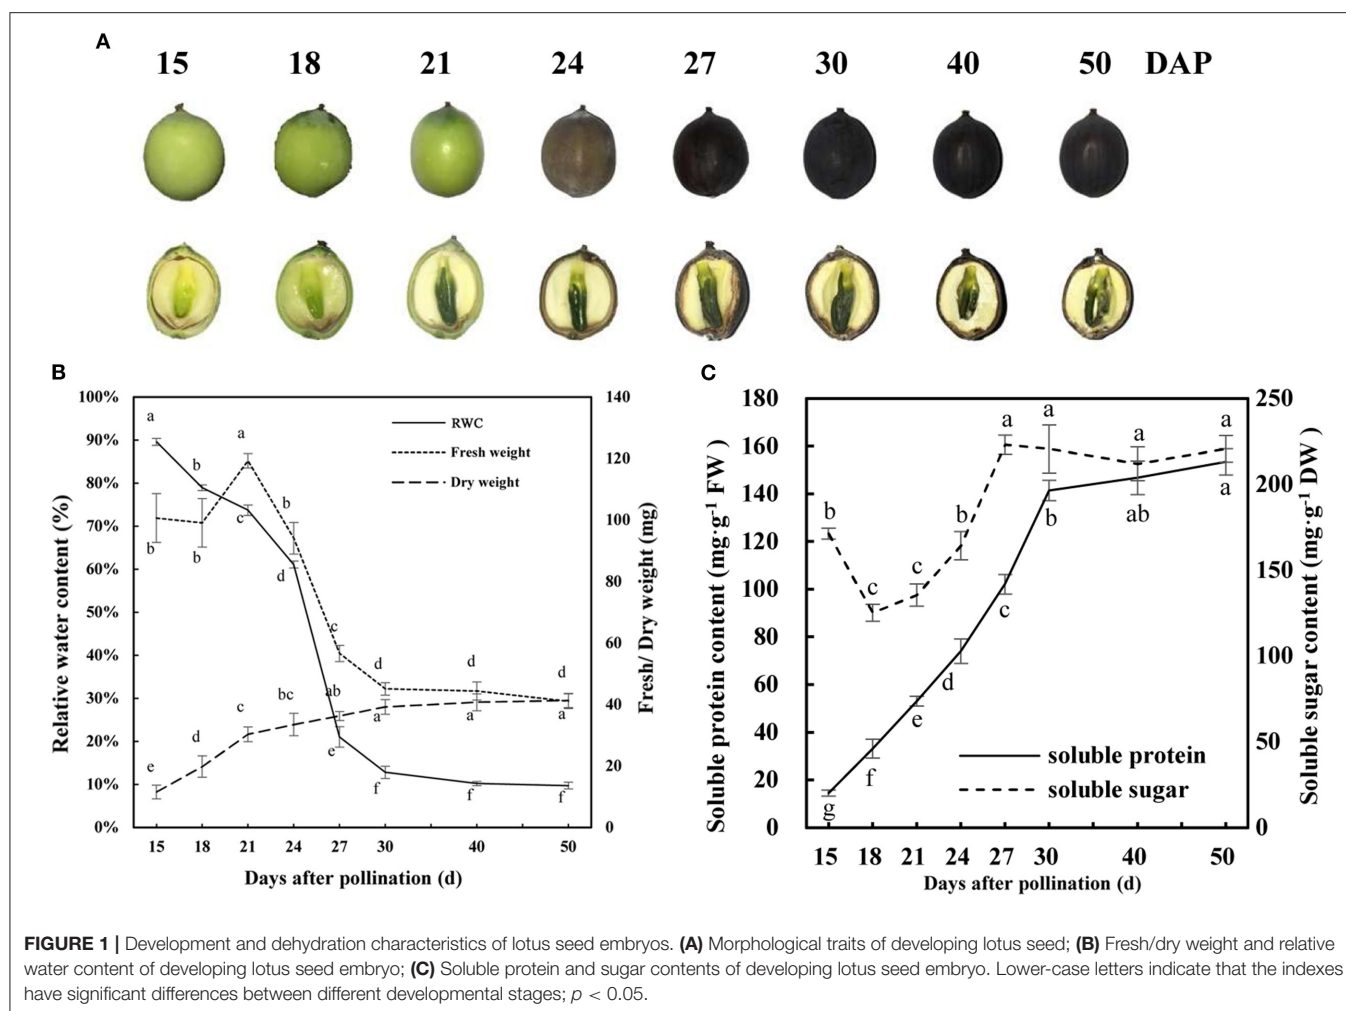 A
15 18 21 24 27 30 40 50 DAP
B
100%
90%
80%
70%
60%
50%
40%
30%
20%
10%
0%
Relative water content (%)
140
120
100
80
60
40
20
0
Fresh/ Dry weight (mg)
RWC
Fresh weight
Dry weight
a b c d e f f f
b b a b c d d d
e d c bc ab a a a
15 18 21 24 27 30 40 50
Days after pollination (d)
C
180
160
140
120
100
80
60
40
20
0
Soluble protein content (mg·g-1 FW)
250
200
150
100
50
0
Soluble sugar content (mg·g-1 DW )
b c c b a a a a
g f e d c b ab a
soluble protein
soluble sugar
15 18 21 24 27 30 40 50
Days after pollination (d)
FIGURE 1 | Development and dehydration characteristics of lotus seed embryos. (A) Morphological traits of developing lotus seed; (B) Fresh/dry weight and relative
water content of developing lotus seed embryo; (C) Soluble protein and sugar contents of developing lotus seed embryo. Lower-case letters indicate that the indexes
have significant differences between different developmental stages; p < 0.05.